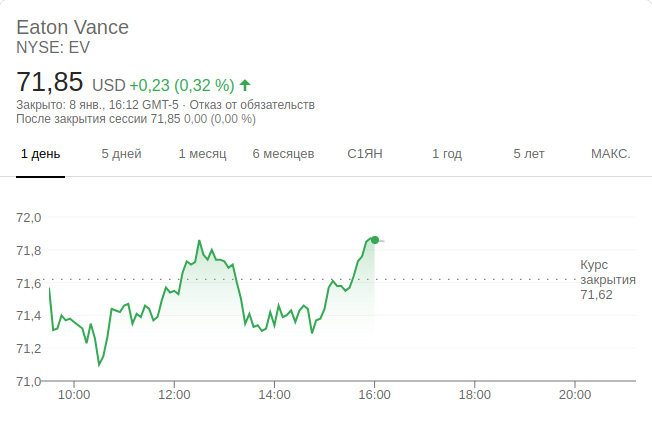 Eaton Vance
NYSE: EV
71,85 USD +0,23 (0,32 %)
Закрыто: 8 янв., 16:12 GMT-5 · Отказ от обязательств
После закрытия сессии 71,85 0,00 (0,00 %)
1 день 5 дней 1 месяц 6 месяцев С1ЯН 1 год 5 лет МАКС.
72,0
71,8
Курс
закрытия
71,62
71,6
71,4
71,2
71,0
10:00 12:00 14:00 16:00 18:00 20:00